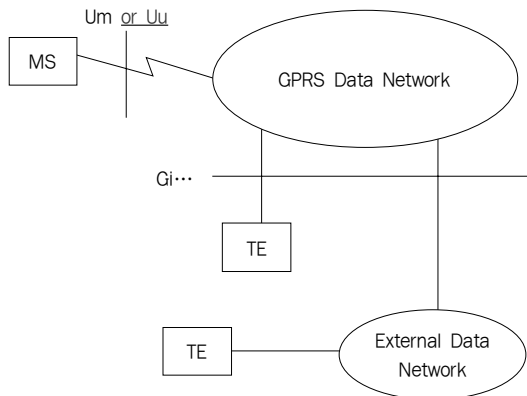 Um or Uu
MS
GPRS Data Network
Gi⋯
TE
TE
External Data
Network